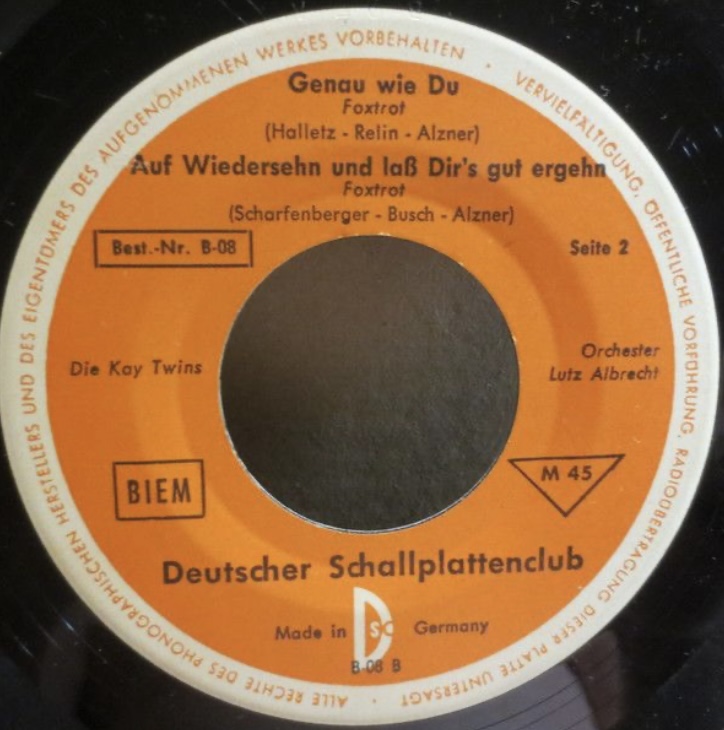 ALLE RECHTE DES PHONOGRAPHISCHEN HERSTELLERS UND DES EIGENTÜMERS DES AUFGENOMMENEN WERKES VORBEHALTEN · VERVIELFÄLTIGUNG, ÖFFENTLICHE VORFÜHRUNG, RADIOÜBERTRAGUNG DIESER PLATTE UNTERSAGT ·
Genau wie Du
Foxtrot
(Halletz - Relin - Alzner)
Auf Wiedersehn und laß Dir's gut ergehn
Foxtrot
(Scharfenberger - Busch - Alzner)
Best.-Nr. B-08
Seite 2
Die Kay Twins
Orchester
Lutz Albrecht
BIEM
M 45
Deutscher Schallplattenclub
Made in DSC Germany
B-08 B